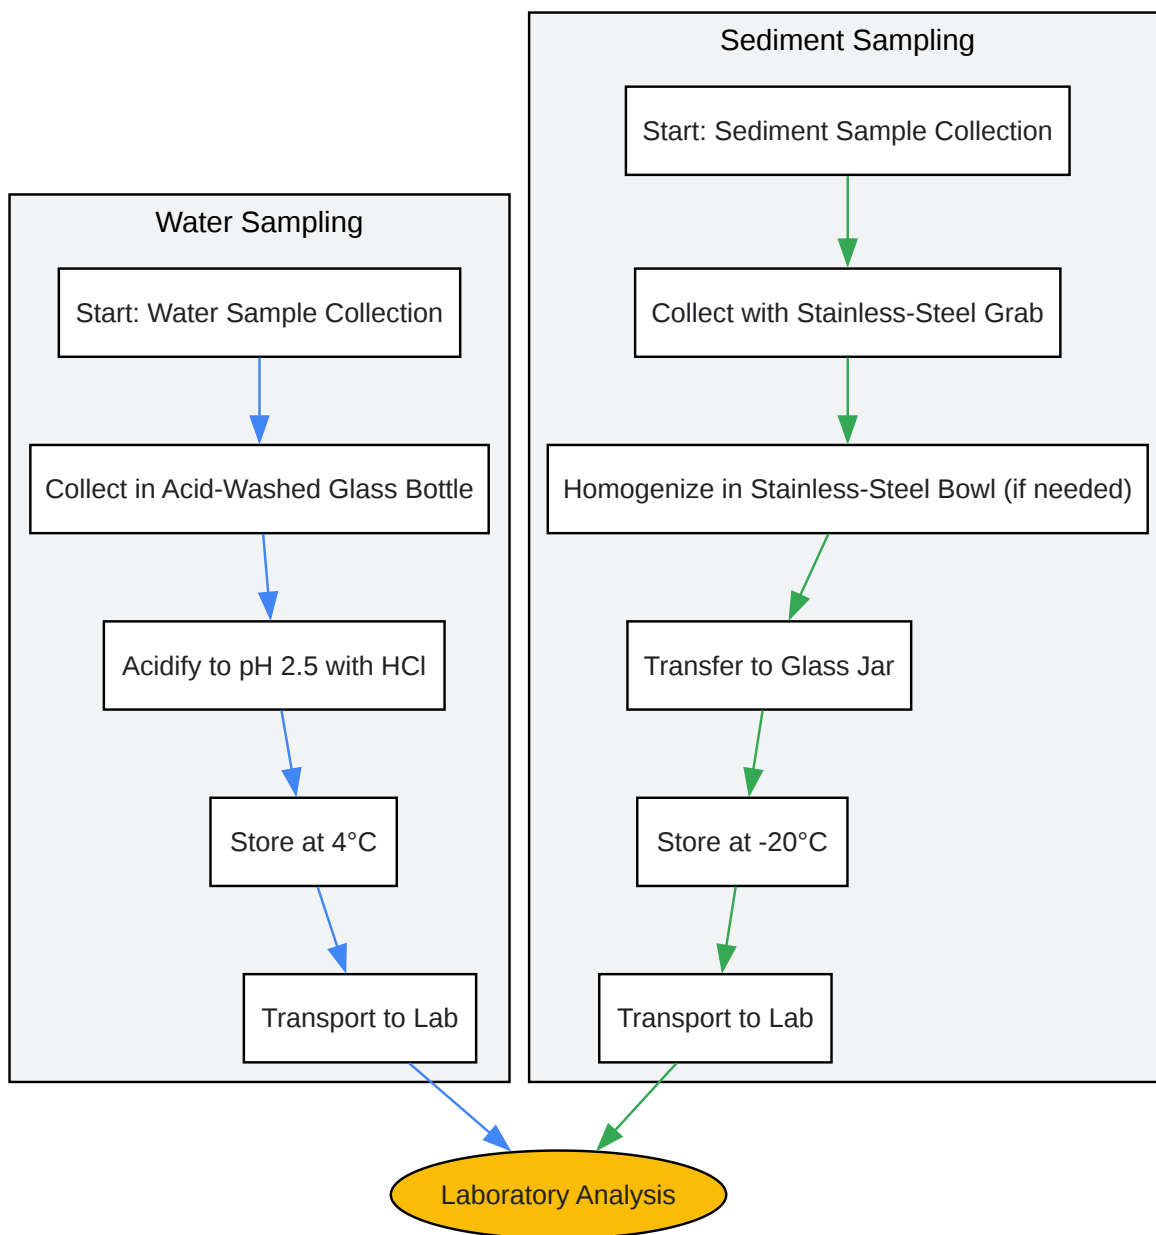 Water Sampling
Start: Water Sample Collection
Collect in Acid-Washed Glass Bottle
Acidify to pH 2.5 with HCl
Store at 4°C
Transport to Lab
Sediment Sampling
Start: Sediment Sample Collection
Collect with Stainless-Steel Grab
Homogenize in Stainless-Steel Bowl (if needed)
Transfer to Glass Jar
Store at -20°C
Transport to Lab
Laboratory Analysis